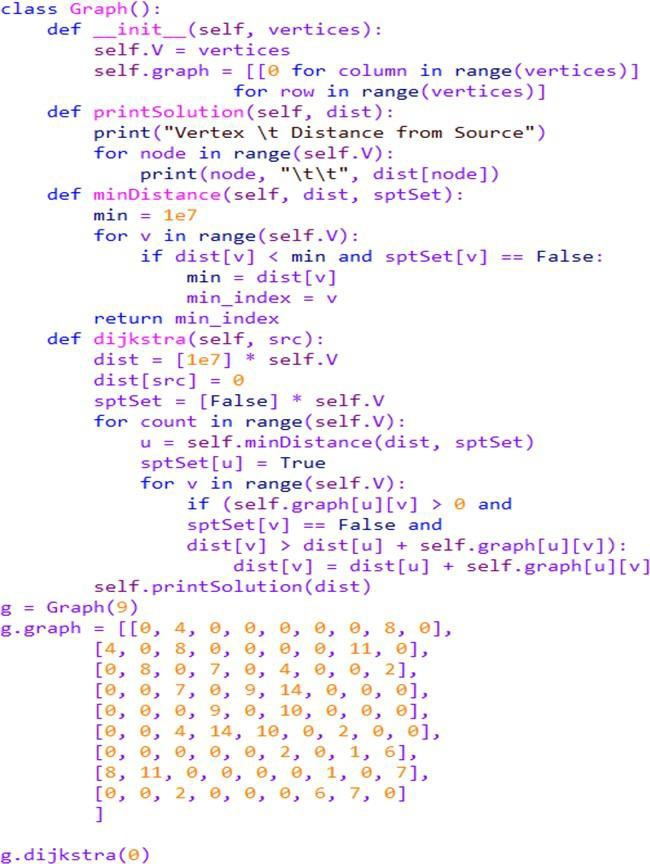 class Graph():
    def __init__(self, vertices):
        self.V = vertices
        self.graph = [[0 for column in range(vertices)]
                    for row in range(vertices)]
    def printSolution(self, dist):
        print("Vertex \t Distance from Source")
        for node in range(self.V):
            print(node, "\t\t", dist[node])
    def minDistance(self, dist, sptSet):
        min = 1e7
        for v in range(self.V):
            if dist[v] < min and sptSet[v] == False:
                min = dist[v]
                min_index = v
        return min_index
    def dijkstra(self, src):
        dist = [1e7] * self.V
        dist[src] = 0
        sptSet = [False] * self.V
        for count in range(self.V):
            u = self.minDistance(dist, sptSet)
            sptSet[u] = True
            for v in range(self.V):
                if (self.graph[u][v] > 0 and
                sptSet[v] == False and
                dist[v] > dist[u] + self.graph[u][v]):
                    dist[v] = dist[u] + self.graph[u][v]
        self.printSolution(dist)
g = Graph(9)
g.graph = [[0, 4, 0, 0, 0, 0, 0, 8, 0],
        [4, 0, 8, 0, 0, 0, 0, 11, 0],
        [0, 8, 0, 7, 0, 4, 0, 0, 2],
        [0, 0, 7, 0, 9, 14, 0, 0, 0],
        [0, 0, 0, 9, 0, 10, 0, 0, 0],
        [0, 0, 4, 14, 10, 0, 2, 0, 0],
        [0, 0, 0, 0, 0, 2, 0, 1, 6],
        [8, 11, 0, 0, 0, 0, 1, 0, 7],
        [0, 0, 2, 0, 0, 0, 6, 7, 0]
        ]
g.dijkstra(0)